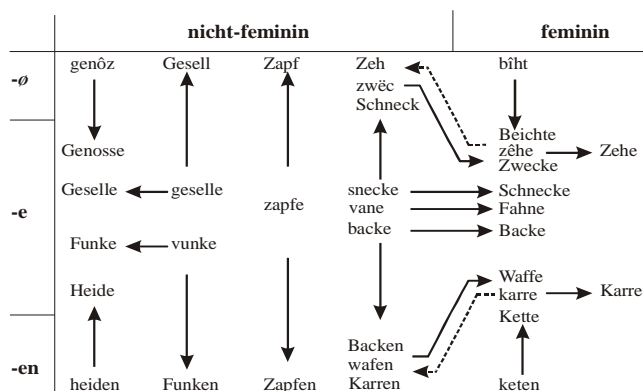 nicht-feminin feminin
-ø genôz Gesell Zapf Zeh bîht
zwëc
Schneck
Beichte
Genosse zêhe Zehe
Zwecke
-e Geselle geselle zapfe snecke Schnecke
vane Fahne
Funke vunke backe Backe
Heide Waffe
karre Karre
Kette
-en Backen
wafen
heiden Funken Zapfen Karren keten